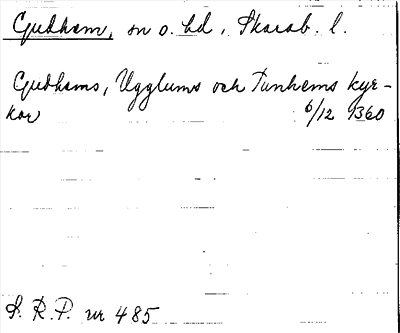 Gudhem, sn o. hd, Skarab. l.
Gudhems, Ugglums och Tunhems kyr-
kor 6/12 1360
S. R. P. nr 485